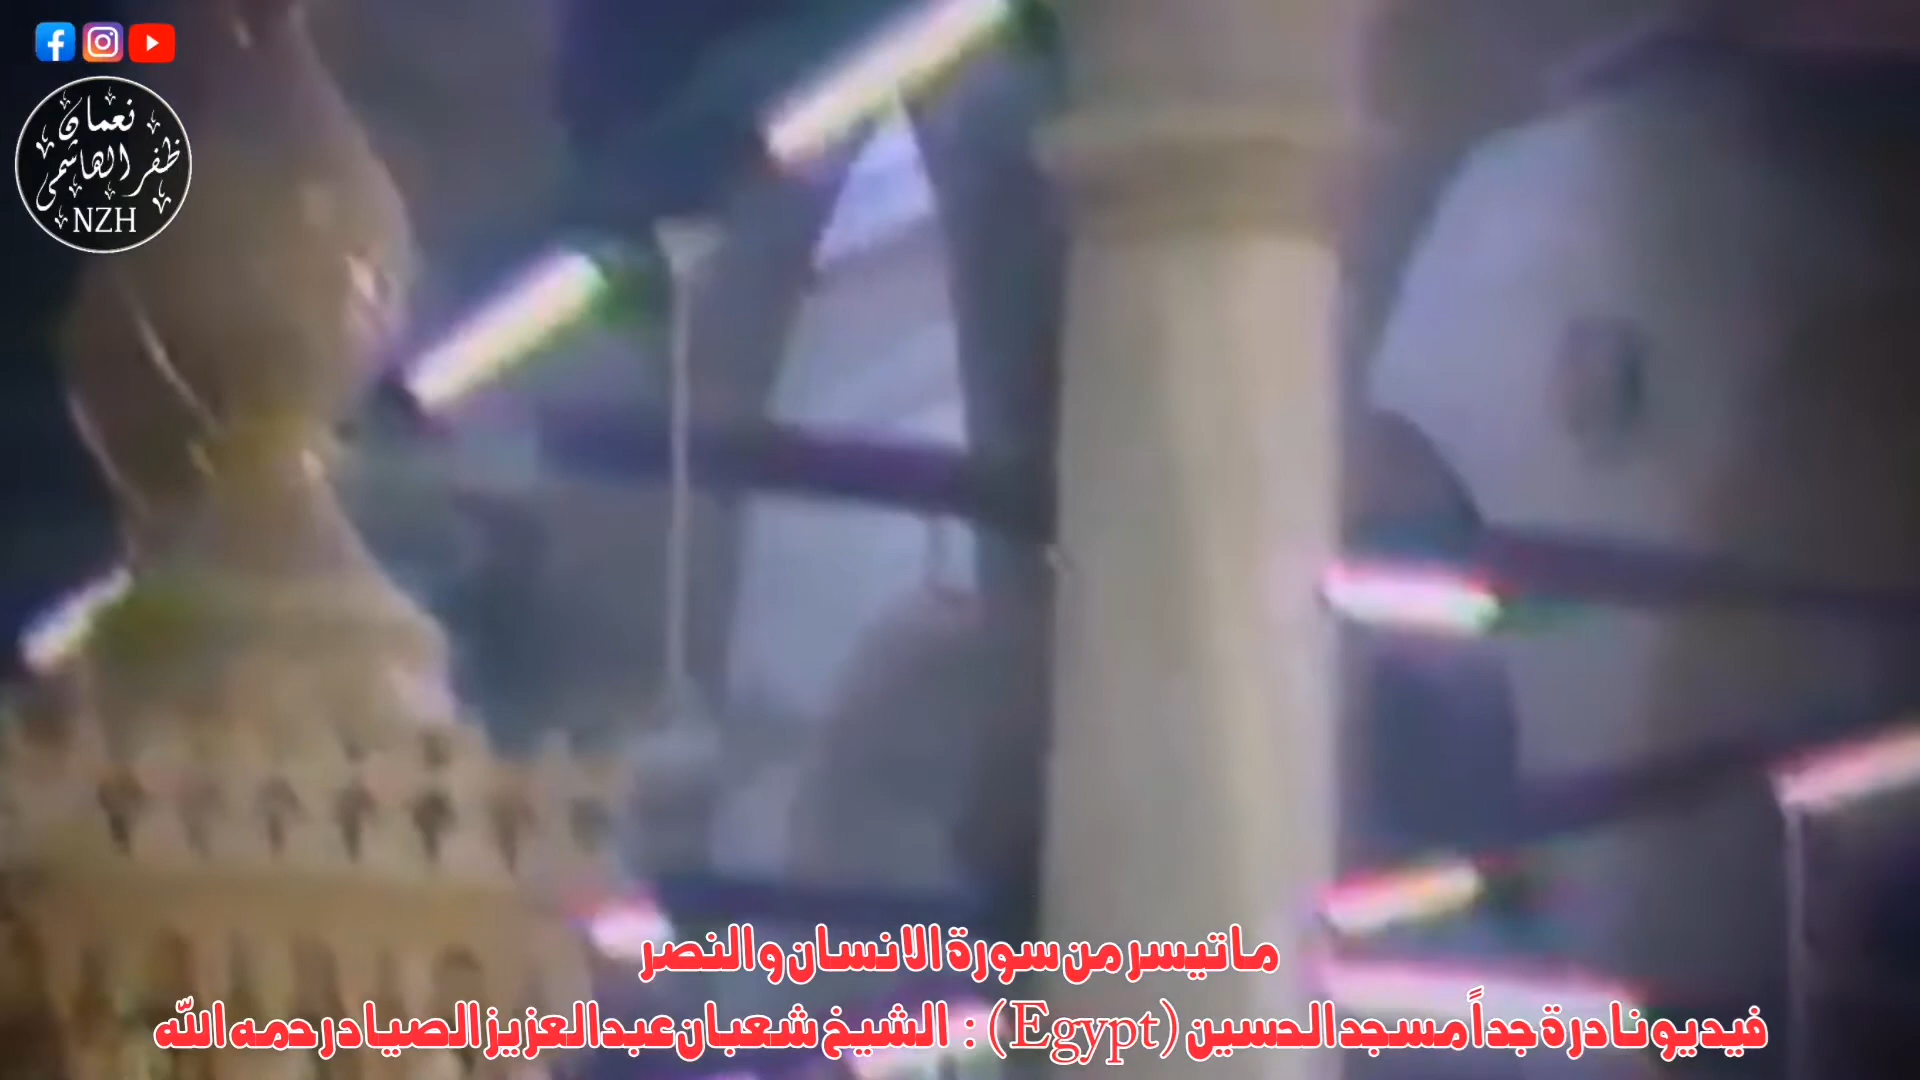 نعمان
ظفر الهاشمی
NZH
ماتيسر من سورة الانسان والنصر
فيديو نادرة جداً مسجد الحسين (Egypt) : الشيخ شعبان عبدالعزيز الصياد رحمه الله